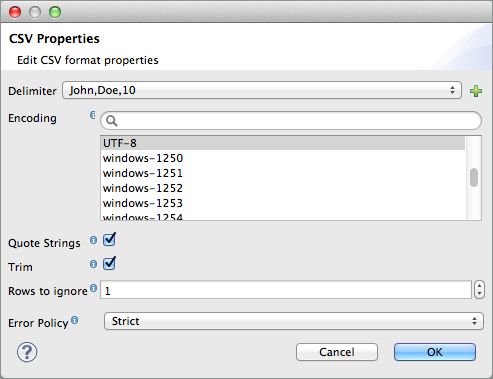 CSV Properties
Edit CSV format properties
Delimiter John,Doe,10
Encoding
UTF-8
windows-1250
windows-1251
windows-1252
windows-1253
windows-1254
Quote Strings
Trim
Rows to ignore 1
Error Policy Strict
? Cancel OK